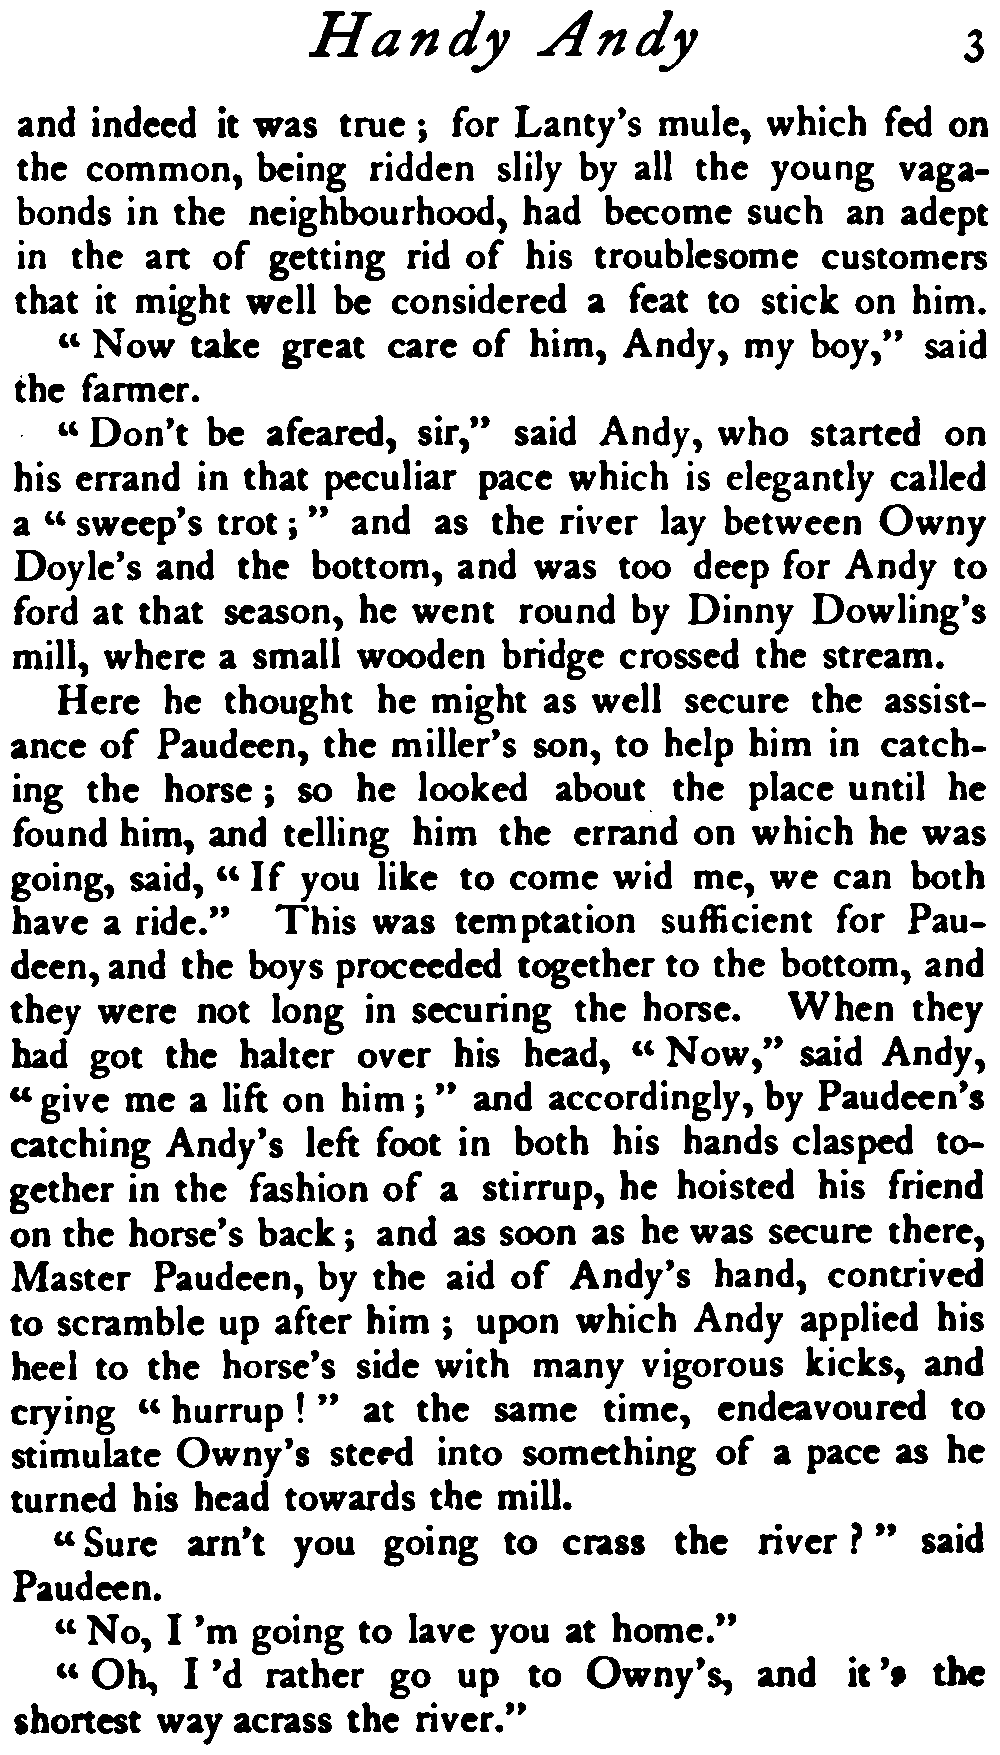 Handy Andy 3
and indeed it was true ; for Lanty's mule, which fed on
the common, being ridden slily by all the young vaga-
bonds in the neighbourhood, had become such an adept
in the art of getting rid of his troublesome customers
that it might well be considered a feat to stick on him.
“ Now take great care of him, Andy, my boy,” said
the farmer.
“ Don't be afeared, sir,” said Andy, who started on
his errand in that peculiar pace which is elegantly called
a “ sweep's trot ; ” and as the river lay between Owny
Doyle's and the bottom, and was too deep for Andy to
ford at that season, he went round by Dinny Dowling's
mill, where a small wooden bridge crossed the stream.
Here he thought he might as well secure the assist-
ance of Paudeen, the miller's son, to help him in catch-
ing the horse ; so he looked about the place until he
found him, and telling him the errand on which he was
going, said, “ If you like to come wid me, we can both
have a ride.” This was temptation sufficient for Pau-
deen, and the boys proceeded together to the bottom, and
they were not long in securing the horse. When they
had got the halter over his head, “ Now,” said Andy,
“ give me a lift on him ; ” and accordingly, by Paudeen's
catching Andy's left foot in both his hands clasped to-
gether in the fashion of a stirrup, he hoisted his friend
on the horse's back ; and as soon as he was secure there,
Master Paudeen, by the aid of Andy's hand, contrived
to scramble up after him ; upon which Andy applied his
heel to the horse's side with many vigorous kicks, and
crying “ hurrup ! ” at the same time, endeavoured to
stimulate Owny's steed into something of a pace as he
turned his head towards the mill.
“ Sure arn't you going to crass the river ? ” said
Paudeen.
“ No, I 'm going to lave you at home.”
“ Oh, I 'd rather go up to Owny's, and it 's the
shortest way acrass the river.”